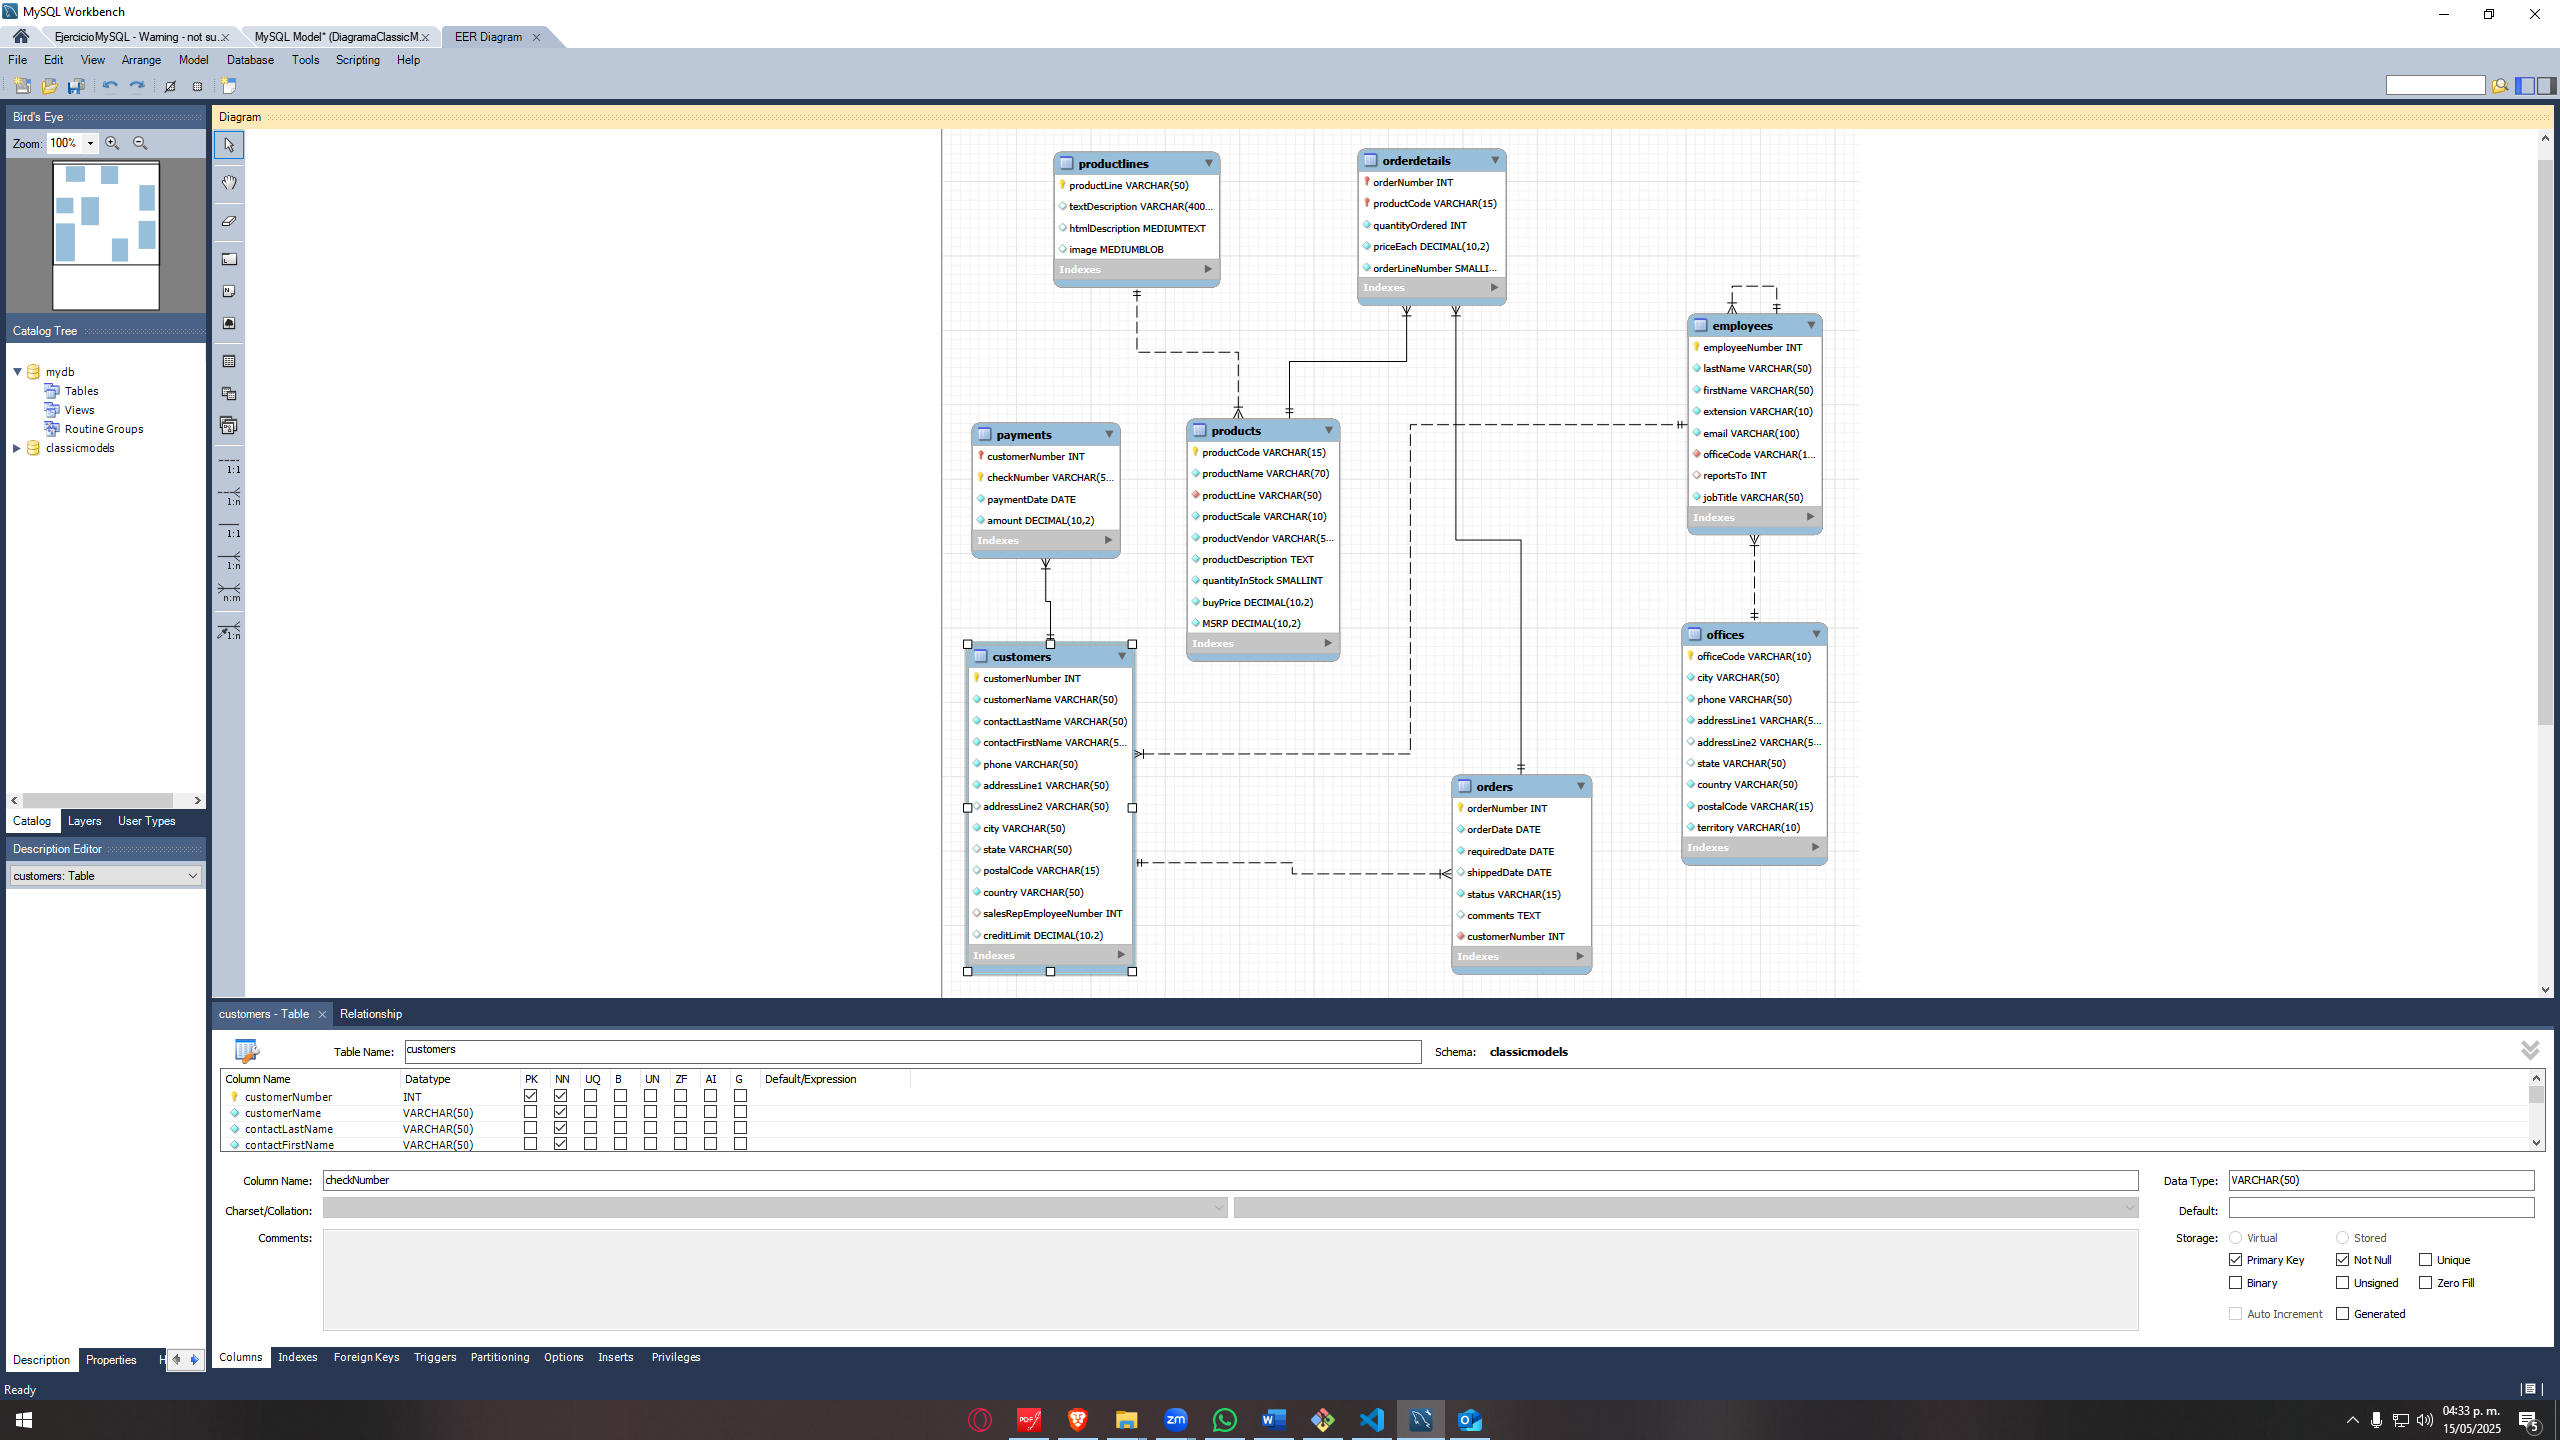 MySQL Workbench
EjercicioMySQL - Warning - not su...
MySQL Model* (DiagramaClassicM...
EER Diagram
File Edit View Arrange Model Database Tools Scripting Help
Bird's Eye
Zoom: 100%
Catalog Tree
mydb
Tables
Views
Routine Groups
classicmodels
Catalog Layers User Types
Description Editor
customers: Table
Description Properties H
Ready
Diagram
1:1
1:n
1:1
1:n
n:m
1:n
productlines
productLine VARCHAR(50)
textDescription VARCHAR(400...
htmlDescription MEDIUMTEXT
image MEDIUMBLOB
Indexes
orderdetails
orderNumber INT
productCode VARCHAR(15)
quantityOrdered INT
priceEach DECIMAL(10,2)
orderLineNumber SMALLI...
Indexes
employees
employeeNumber INT
lastName VARCHAR(50)
firstName VARCHAR(50)
extension VARCHAR(10)
email VARCHAR(100)
officeCode VARCHAR(1...
reportsTo INT
jobTitle VARCHAR(50)
Indexes
payments
customerNumber INT
checkNumber VARCHAR(5...
paymentDate DATE
amount DECIMAL(10,2)
Indexes
products
productCode VARCHAR(15)
productName VARCHAR(70)
productLine VARCHAR(50)
productScale VARCHAR(10)
productVendor VARCHAR(5...
productDescription TEXT
quantityInStock SMALLINT
buyPrice DECIMAL(10,2)
MSRP DECIMAL(10,2)
Indexes
customers
customerNumber INT
customerName VARCHAR(50)
contactLastName VARCHAR(50)
contactFirstName VARCHAR(5...
phone VARCHAR(50)
addressLine1 VARCHAR(50)
addressLine2 VARCHAR(50)
city VARCHAR(50)
state VARCHAR(50)
postalCode VARCHAR(15)
country VARCHAR(50)
salesRepEmployeeNumber INT
creditLimit DECIMAL(10,2)
Indexes
orders
orderNumber INT
orderDate DATE
requiredDate DATE
shippedDate DATE
status VARCHAR(15)
comments TEXT
customerNumber INT
Indexes
offices
officeCode VARCHAR(10)
city VARCHAR(50)
phone VARCHAR(50)
addressLine1 VARCHAR(5...
addressLine2 VARCHAR(5...
state VARCHAR(50)
country VARCHAR(50)
postalCode VARCHAR(15)
territory VARCHAR(10)
Indexes
customers - Table Relationship
Table Name: customers Schema: classicmodels
Column Name Datatype PK NN UQ B UN ZF AI G Default/Expression
customerNumber INT
customerName VARCHAR(50)
contactLastName VARCHAR(50)
contactFirstName VARCHAR(50)
Column Name: checkNumber Data Type: VARCHAR(50)
Charset/Collation: Default:
Comments: Storage: Virtual Stored
Primary Key Not Null Unique
Binary Unsigned Zero Fill
Auto Increment Generated
Columns Indexes Foreign Keys Triggers Partitioning Options Inserts Privileges
PDF
zm
W
O
04:33 p. m.
15/05/2025
5